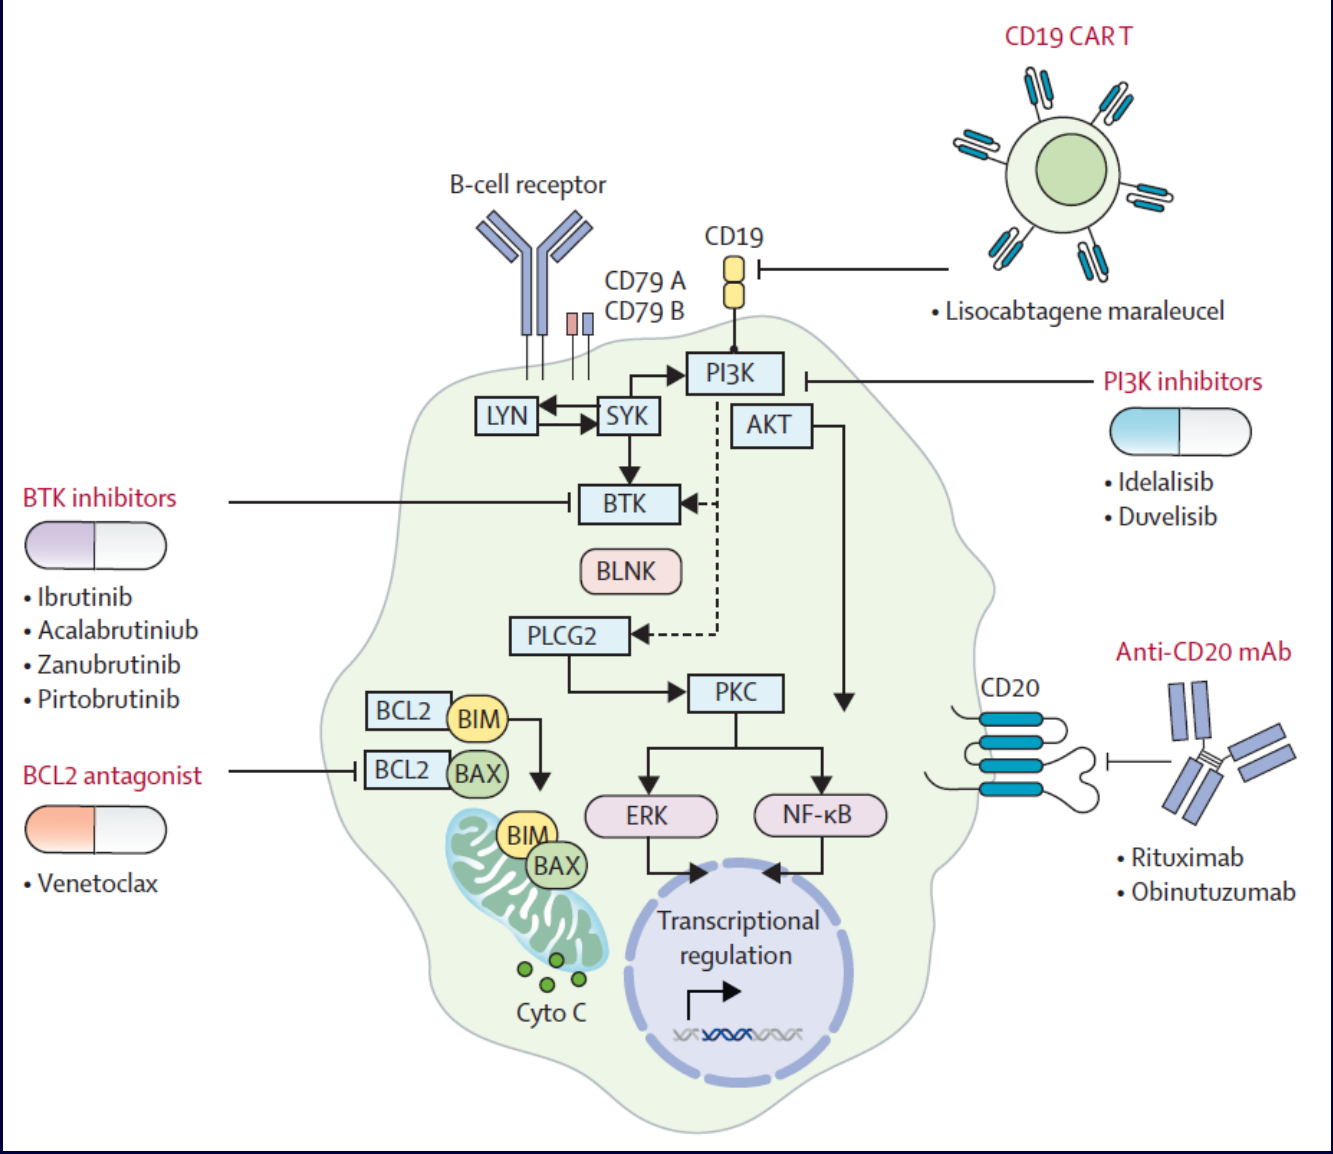 CD19 CAR T
• Lisocabtagene maraleucel
B-cell receptor
CD79 A
CD79 B
CD19
PI3K
LYN
SYK
AKT
BTK
BLNK
PLCG2
PKC
PI3K inhibitors
• Idelalisib
• Duvelisib
BTK inhibitors
• Ibrutinib
• Acalabrutiniub
• Zanubrutinib
• Pirtobrutinib
BCL2
BIM
BCL2
BAX
BCL2 antagonist
• Venetoclax
BIM
BAX
Cyto C
ERK
NF-κB
Transcriptional
regulation
CD20
Anti-CD20 mAb
• Rituximab
• Obinutuzumab